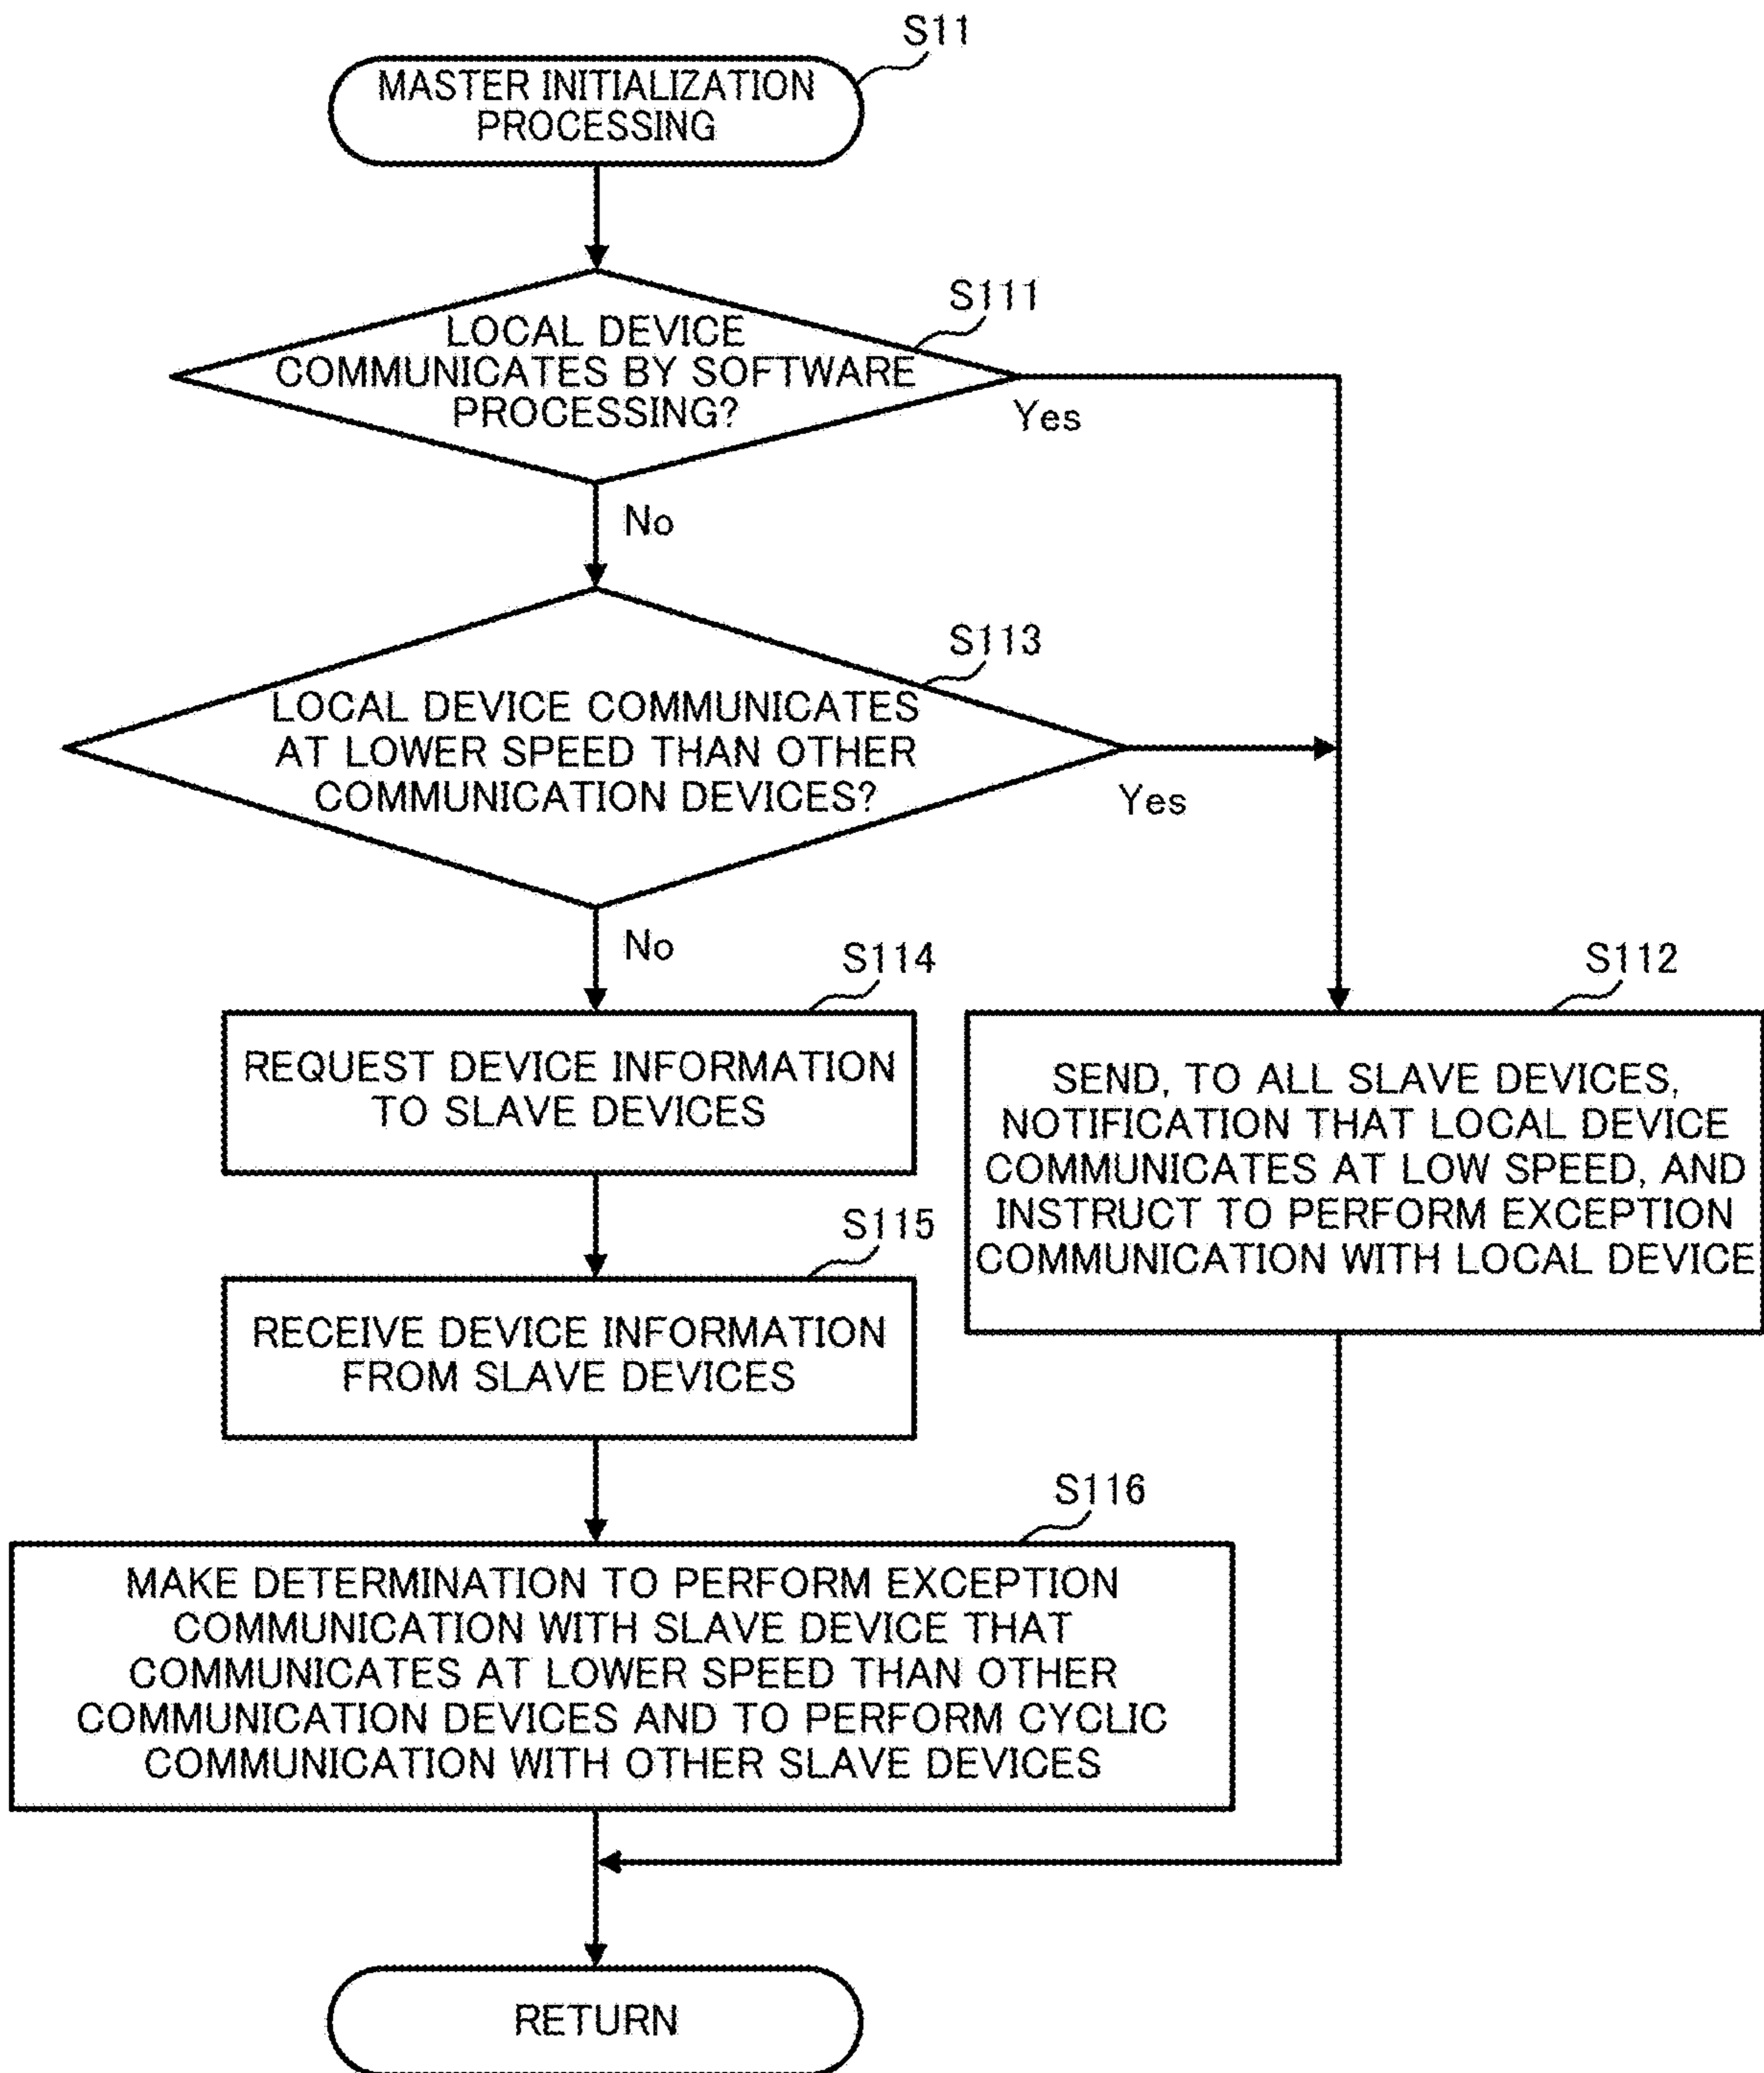 S11
MASTER INITIALIZATION
PROCESSING
S111
LOCAL DEVICE
COMMUNICATES BY SOFTWARE
PROCESSING?
Yes
No
S113
LOCAL DEVICE COMMUNICATES
AT LOWER SPEED THAN OTHER
COMMUNICATION DEVICES?
Yes
No
S114
REQUEST DEVICE INFORMATION
TO SLAVE DEVICES
S112
SEND, TO ALL SLAVE DEVICES,
NOTIFICATION THAT LOCAL DEVICE
COMMUNICATES AT LOW SPEED, AND
INSTRUCT TO PERFORM EXCEPTION
COMMUNICATION WITH LOCAL DEVICE
S115
RECEIVE DEVICE INFORMATION
FROM SLAVE DEVICES
S116
MAKE DETERMINATION TO PERFORM EXCEPTION
COMMUNICATION WITH SLAVE DEVICE THAT
COMMUNICATES AT LOWER SPEED THAN OTHER
COMMUNICATION DEVICES AND TO PERFORM CYCLIC
COMMUNICATION WITH OTHER SLAVE DEVICES
RETURN